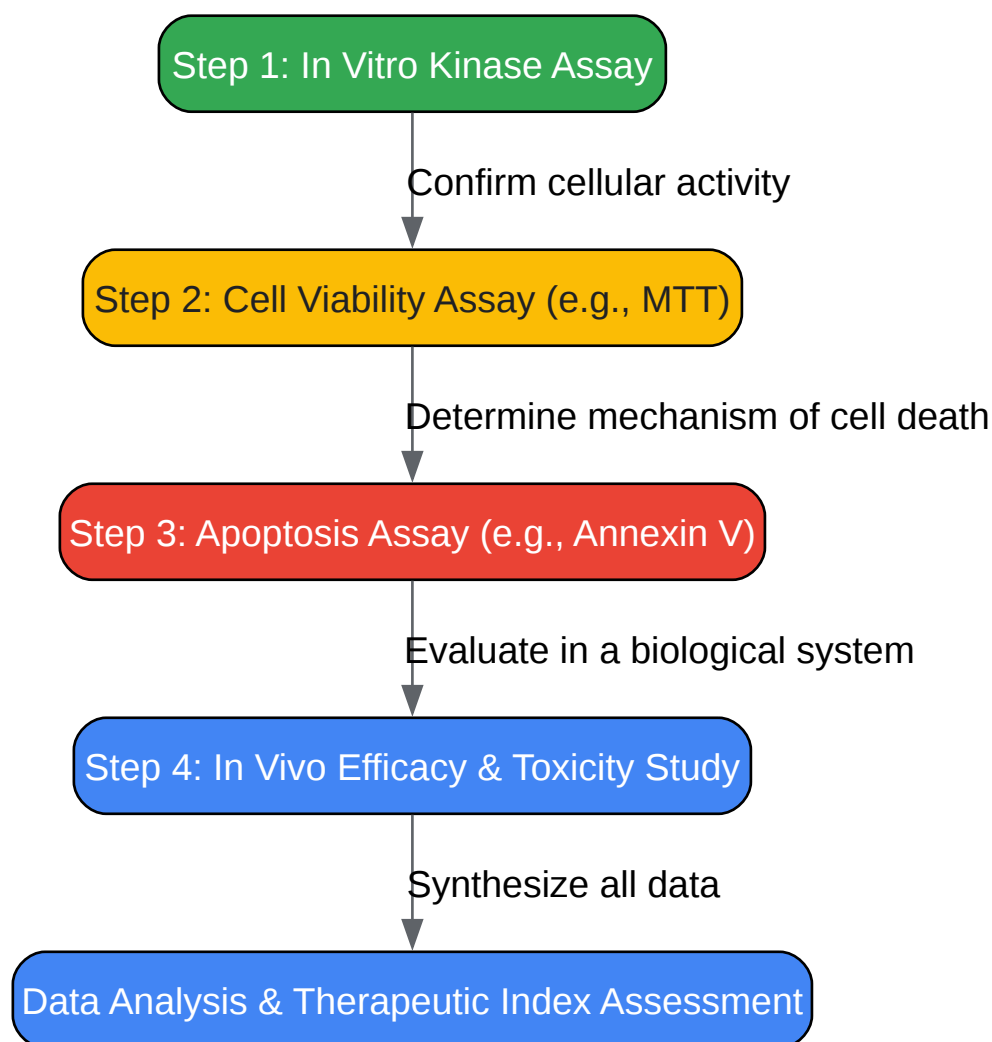 Step 1: In Vitro Kinase Assay
Confirm cellular activity
Step 2: Cell Viability Assay (e.g., MTT)
Determine mechanism of cell death
Step 3: Apoptosis Assay (e.g., Annexin V)
Evaluate in a biological system
Step 4: In Vivo Efficacy & Toxicity Study
Synthesize all data
Data Analysis & Therapeutic Index Assessment